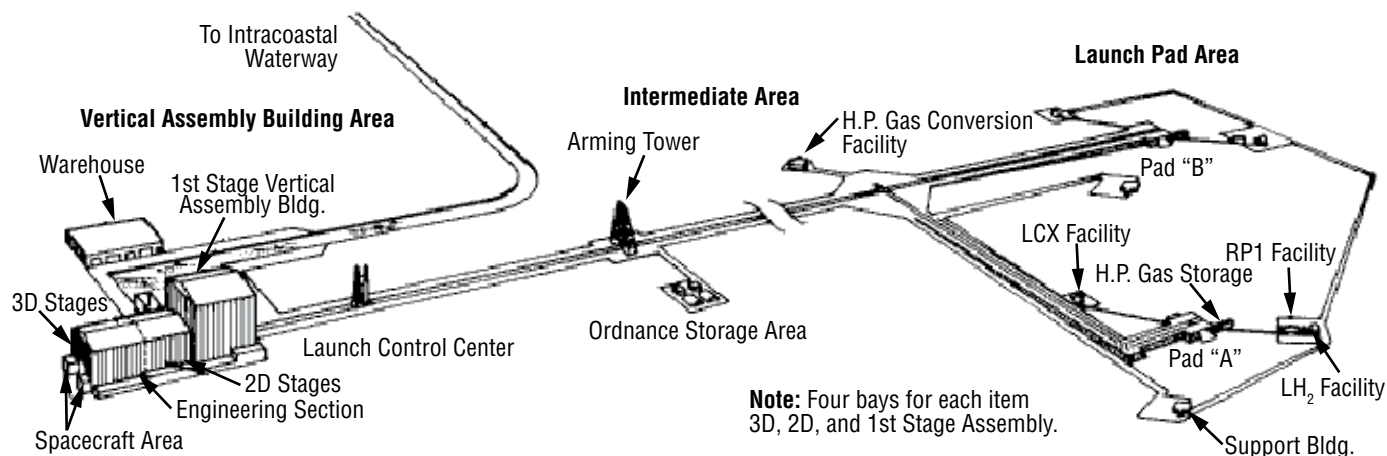 To Intracoastal
Waterway
Vertical Assembly Building Area
Intermediate Area
Launch Pad Area
Warehouse
1st Stage Vertical
Assembly Bldg.
Arming Tower
H.P. Gas Conversion
Facility
Pad “B”
LCX Facility
RP1 Facility
H.P. Gas Storage
3D Stages
Launch Control Center
Ordnance Storage Area
Pad “A”
2D Stages
Engineering Section
LH2 Facility
Spacecraft Area
Note: Four bays for each item
3D, 2D, and 1st Stage Assembly.
Support Bldg.